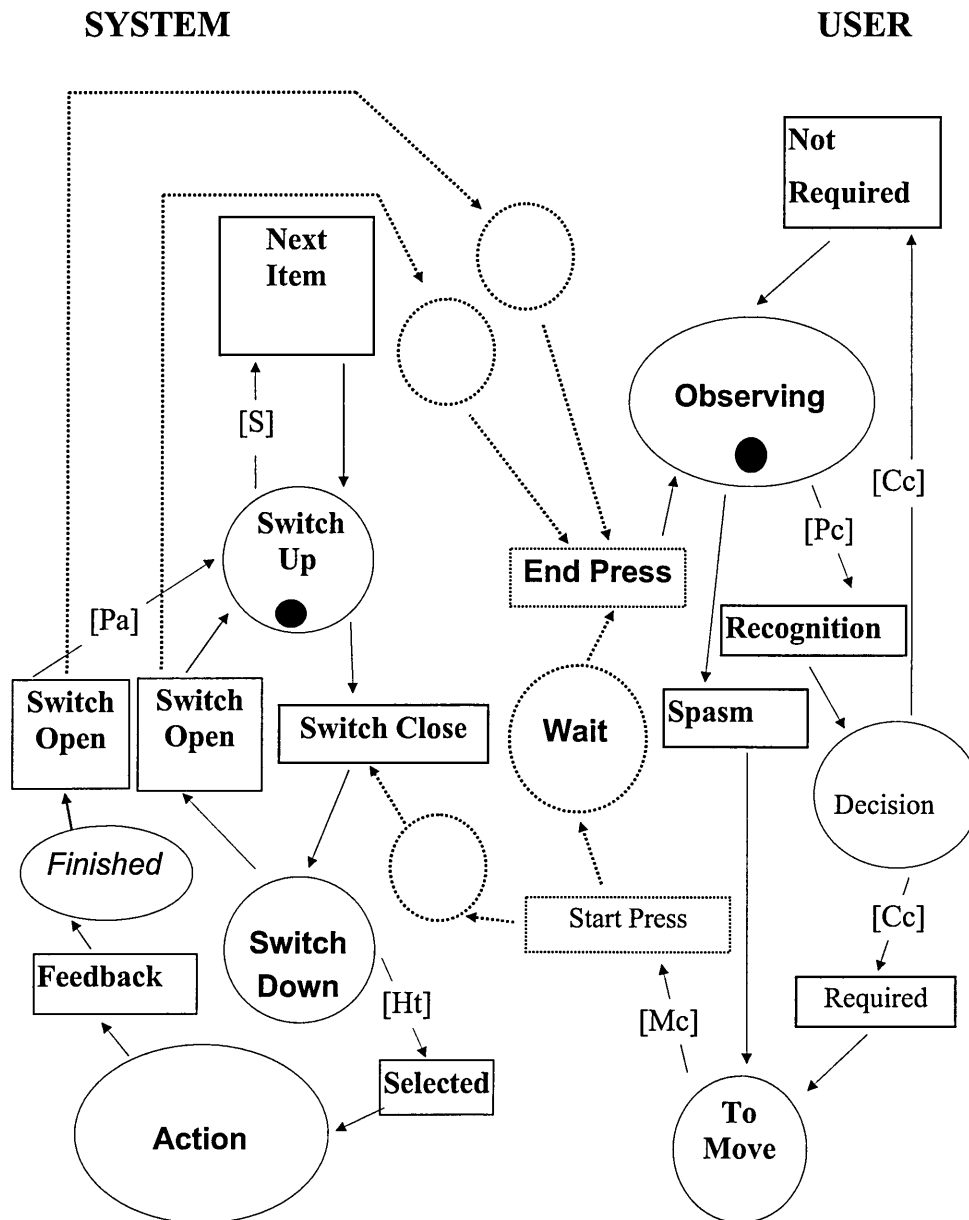 SYSTEM
USER
Not
Required
Next
Item
Observing
[S]
[Cc]
[Pc]
Switch
Up
End Press
[Pa]
Recognition
Switch
Open
Switch
Open
Switch Close
Wait
Spasm
Decision
Finished
Start Press
[Cc]
Switch
Down
Feedback
[Ht]
[Mc]
Required
Selected
Action
To
Move